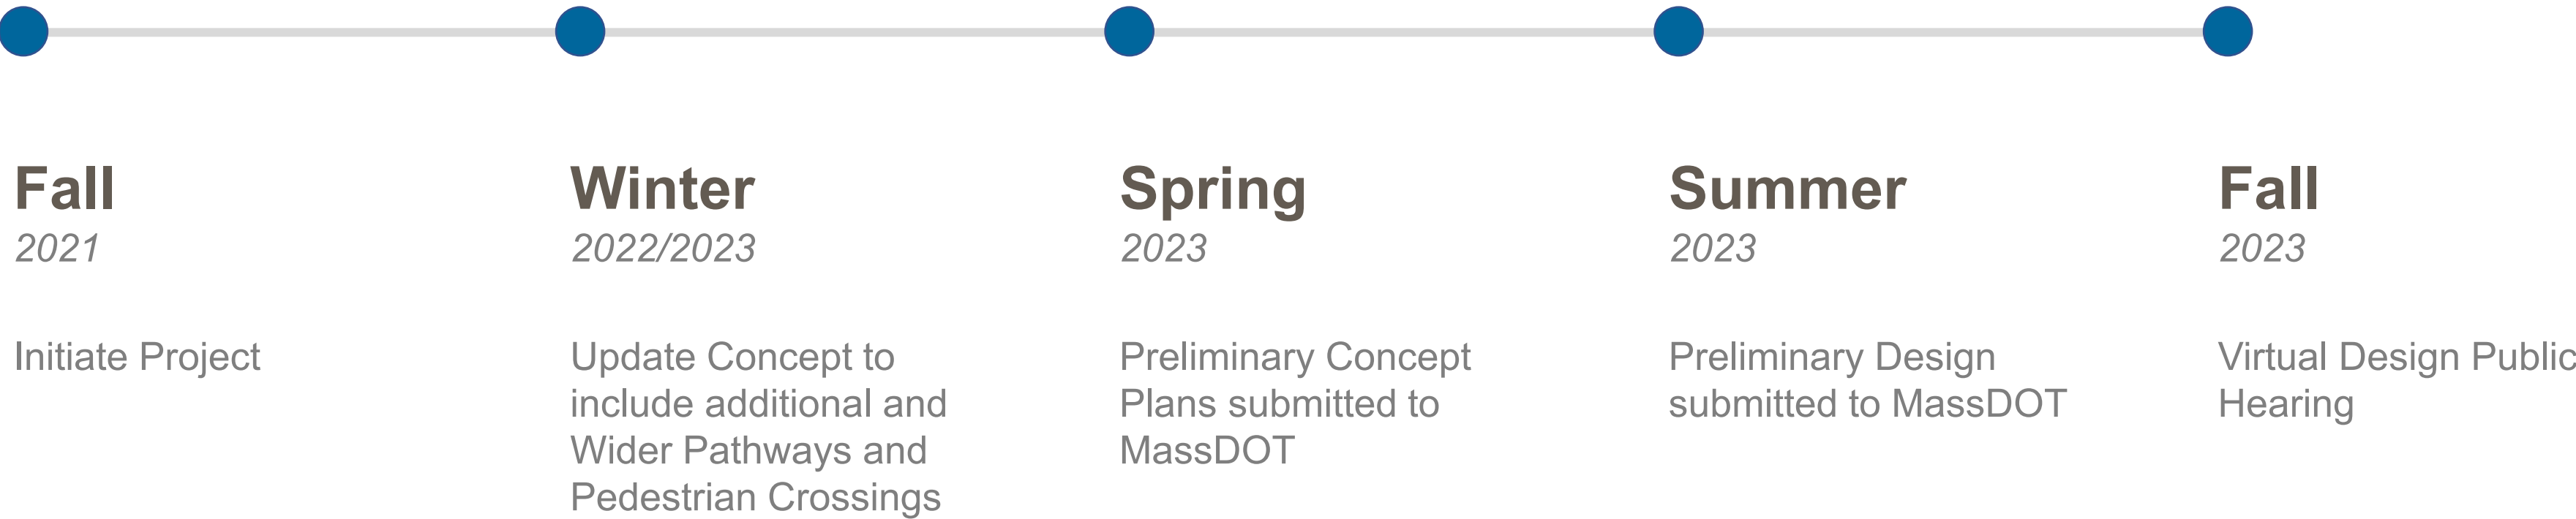 Fall
2021
Initiate Project
Winter
2022/2023
Update Concept to
include additional and
Wider Pathways and
Pedestrian Crossings
Spring
2023
Preliminary Concept
Plans submitted to
MassDOT
Summer
2023
Preliminary Design
submitted to MassDOT
Fall
2023
Virtual Design Public
Hearing